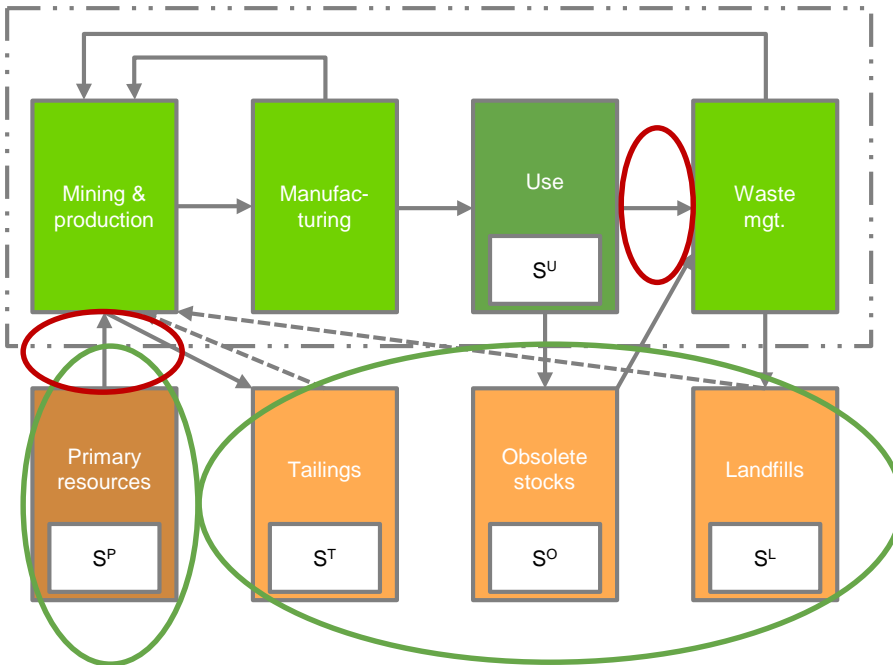 Mining &
production
Manufac-
turing
Use
Waste
mgt.
S^U
Primary
resources
Tailings
Obsolete
stocks
Landfills
S^P
S^T
S^O
S^L